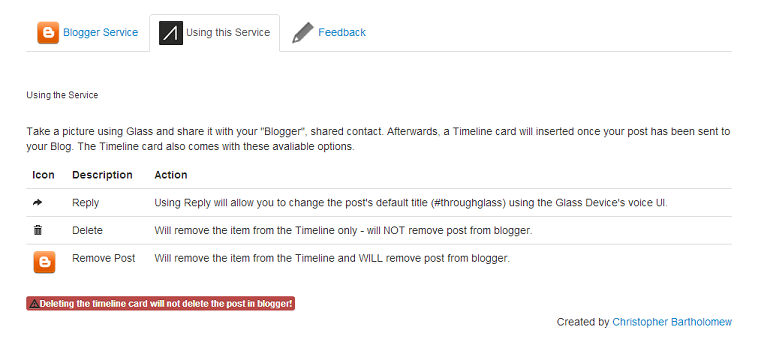 Blogger Service Using this Service Feedback
Using the Service
Take a picture using Glass and share it with your "Blogger", shared contact. Afterwards, a Timeline card will inserted once your post has been sent to
your Blog. The Timeline card also comes with these avaliable options.
Icon Description Action
Reply Using Reply will allow you to change the post's default title (#throughglass) using the Glass Device's voice UI.
Delete Will remove the item from the Timeline only - will NOT remove post from blogger.
Remove Post Will remove the item from the Timeline and WILL remove post from blogger.
Deleting the timeline card will not delete the post in blogger!
Created by Christopher Bartholomew